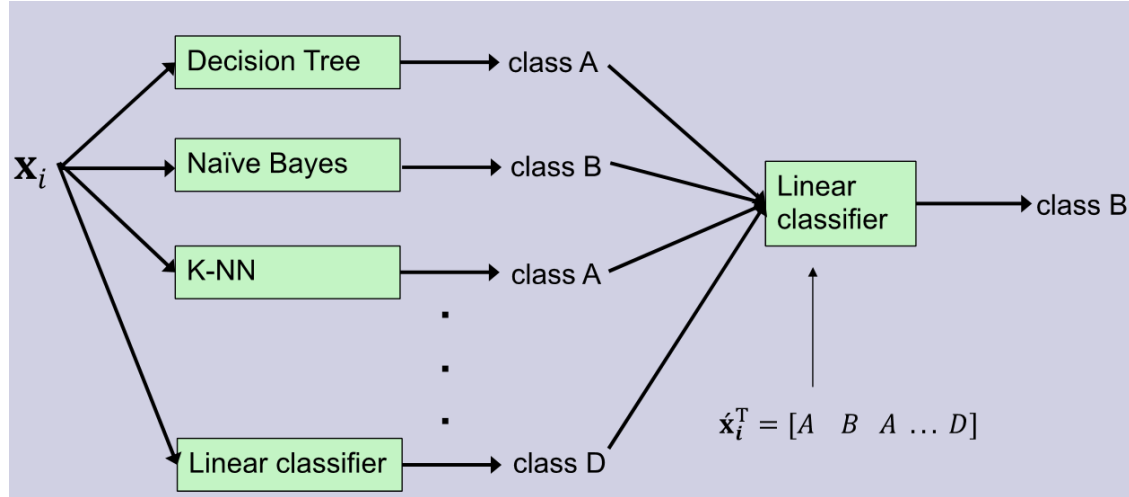 Decision Tree
class A
Naïve Bayes
class B
𝐱ᵢ
Linear
classifier
class B
K-NN
class A
.
.
.
𝐱́ᵢᵀ = [A B A … D]
Linear classifier
class D